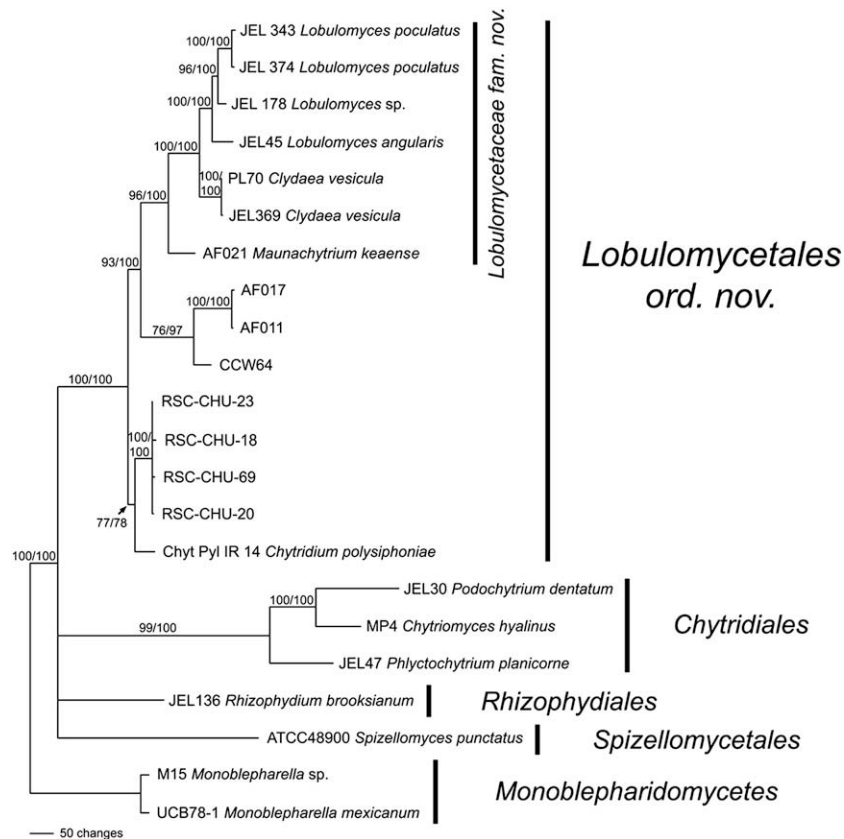 JEL 343 Lobulomyces poculatus
100/100
JEL 374 Lobulomyces poculatus
96/100
JEL 178 Lobulomyces sp.
100/100
JEL45 Lobulomyces angularis
100/100
100/
100
PL70 Clydaea vesicula
JEL369 Clydaea vesicula
96/100
AF021 Maunachytrium keaense
Lobulomycetaceae fam. nov.
93/100
AF017
100/100
AF011
76/97
CCW64
Lobulomycetales
ord. nov.
100/100
RSC-CHU-23
100/
100
RSC-CHU-18
RSC-CHU-69
RSC-CHU-20
77/78
Chyt Pyl IR 14 Chytridium polysiphoniae
100/100
JEL30 Podochytrium dentatum
100/100
MP4 Chytriomyces hyalinus
99/100
JEL47 Phlyctochytrium planicorne
Chytridiales
JEL136 Rhizophydium brooksianum
Rhizophydiales
ATCC48900 Spizellomyces punctatus
Spizellomycetales
M15 Monoblepharella sp.
UCB78-1 Monoblepharella mexicanum
Monoblepharidomycetes
50 changes